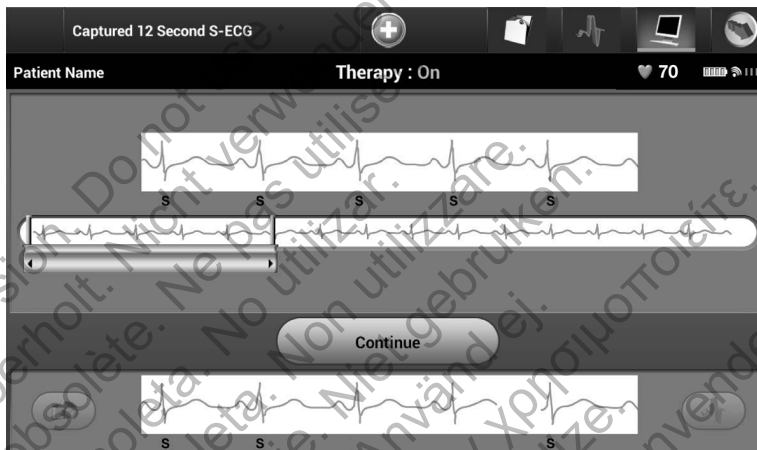 Captured 12 Second S-ECG
Patient Name
Therapy : On
70
S S S S S
Continue
S S S
Do not use.
Nicht verwenden.
Ne pas utiliser.
No utilizar.
Non utilizzare.
Niet gebruiken.
Använd ej.
χρησιμοποιείτε.